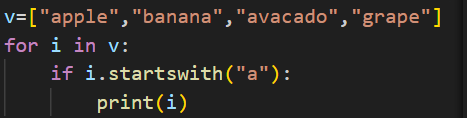 v=["apple","banana","avacado","grape"]
for i in v:
    if i.startswith("a"):
        print(i)